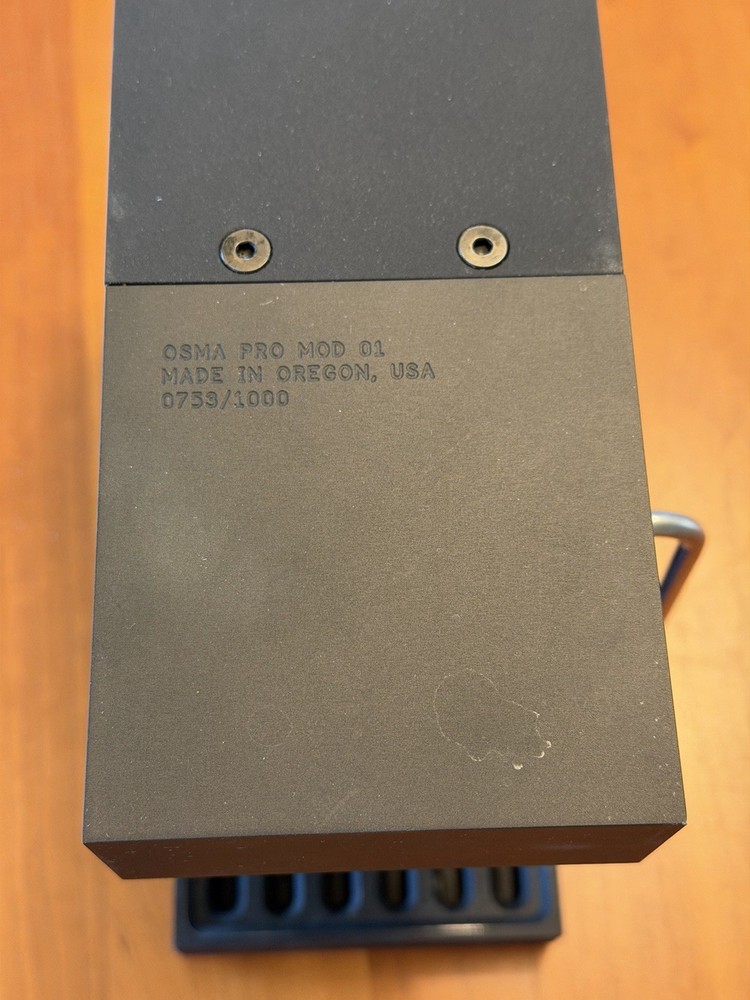 OSMA PRO MOD 01
MADE IN OREGON, USA
0753/1000